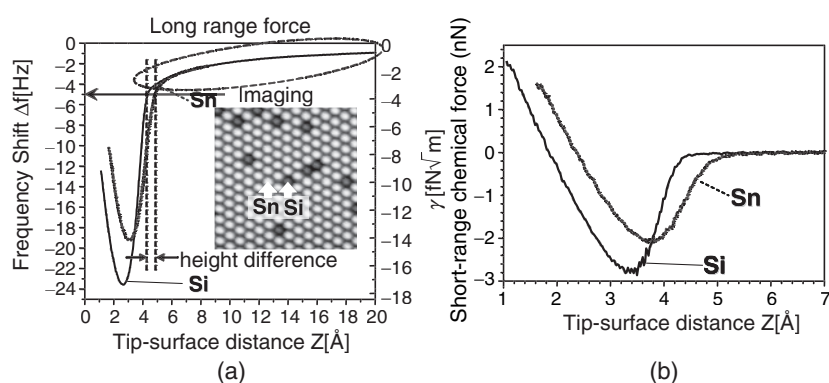 (a)
Long range force
Frequency Shift Δf[Hz]
0
−2
−4
−6
−8
−10
−12
−14
−16
−18
−20
−22
−24
0
−2
−4
−6
−8
−10
−12
−14
−16
−18
γ [fN√m]
Sn
Imaging
Sn Si
height difference
Si
0 2 4 6 8 10 12 14 16 18 20
Tip-surface distance Z[Å]
(a)
Short-range chemical force (nN)
2
1
0
−1
−2
−3
Sn
Si
1 2 3 4 5 6 7
Tip-surface distance Z[Å]
(b)